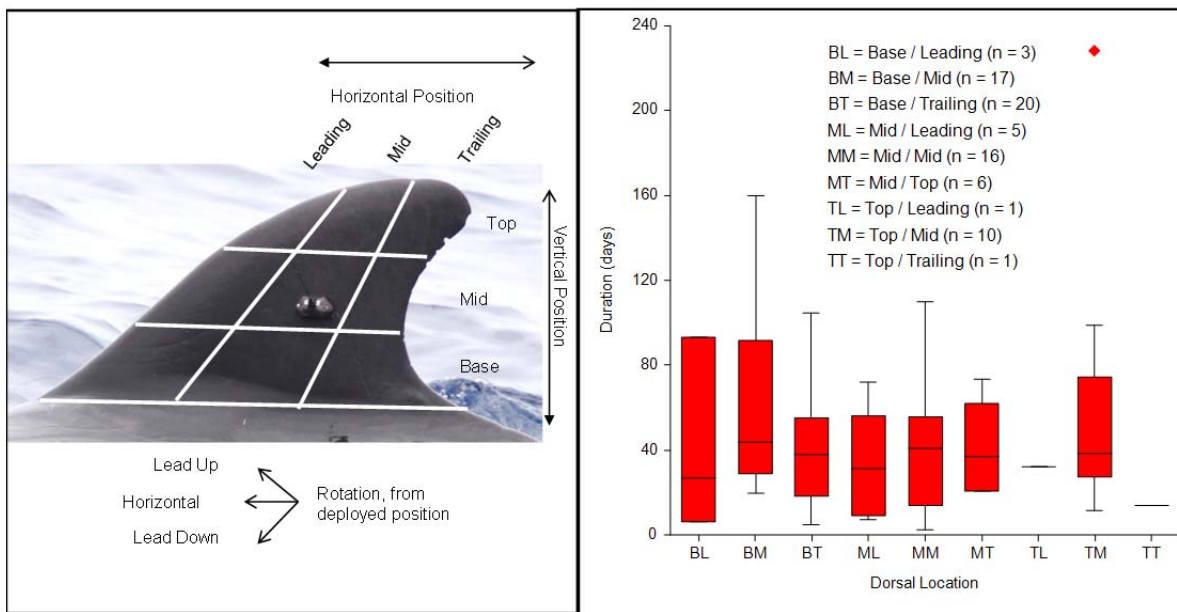 Horizontal Position
Leading
Mid
Trailing
Top
Mid
Base
Vertical Position
Lead Up
Horizontal
Lead Down
Rotation, from
deployed position
240
200
160
120
80
40
0
Duration (days)
BL = Base / Leading (n = 3)
BM = Base / Mid (n = 17)
BT = Base / Trailing (n = 20)
ML = Mid / Leading (n = 5)
MM = Mid / Mid (n = 16)
MT = Mid / Top (n = 6)
TL = Top / Leading (n = 1)
TM = Top / Mid (n = 10)
TT = Top / Trailing (n = 1)
BL BM BT ML MM MT TL TM TT
Dorsal Location